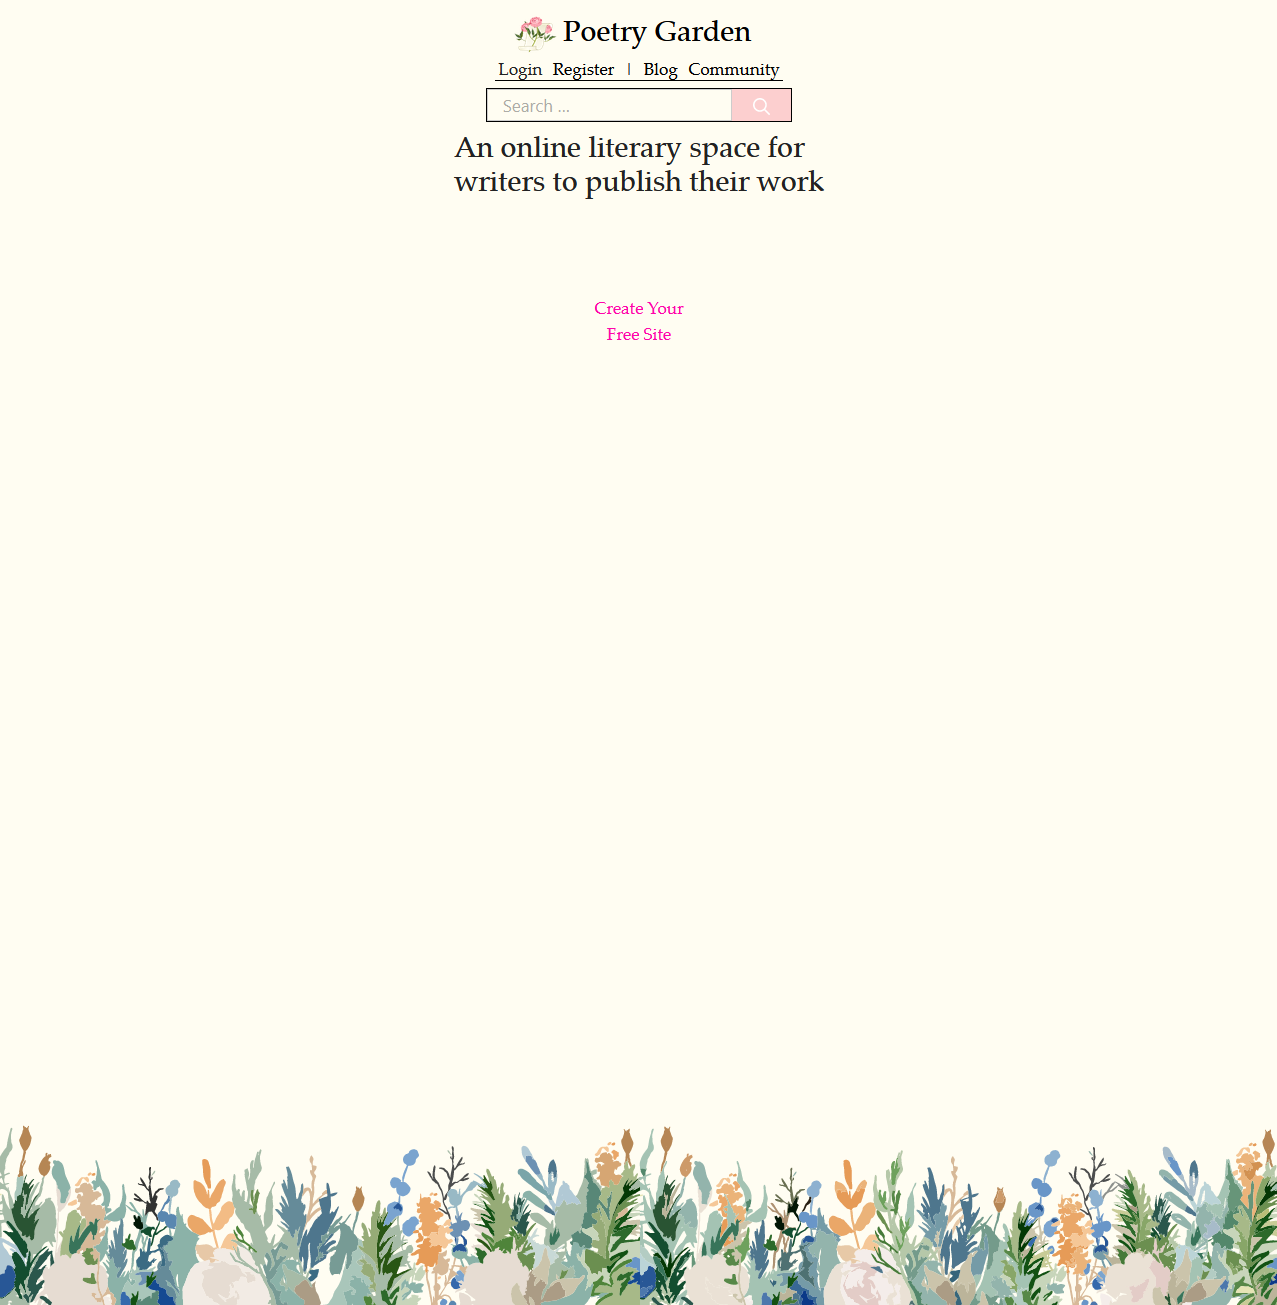 Poetry Garden
Login Register | Blog Community
Search ...
An online literary space for
writers to publish their work
Create Your
Free Site